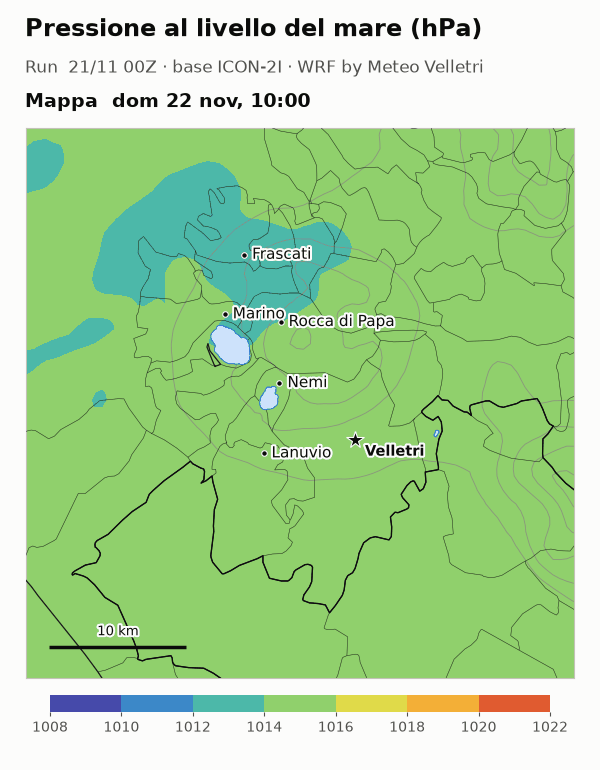 Pressione al livello del mare (hPa)
Run  21/11 00Z · base ICON-2I · WRF by Meteo Velletri
Mappa  dom 22 nov, 10:00
Frascati
Marino
Rocca di Papa
Nemi
Velletri
Lanuvio
10 km
1008 1010 1012 1014 1016 1018 1020 1022